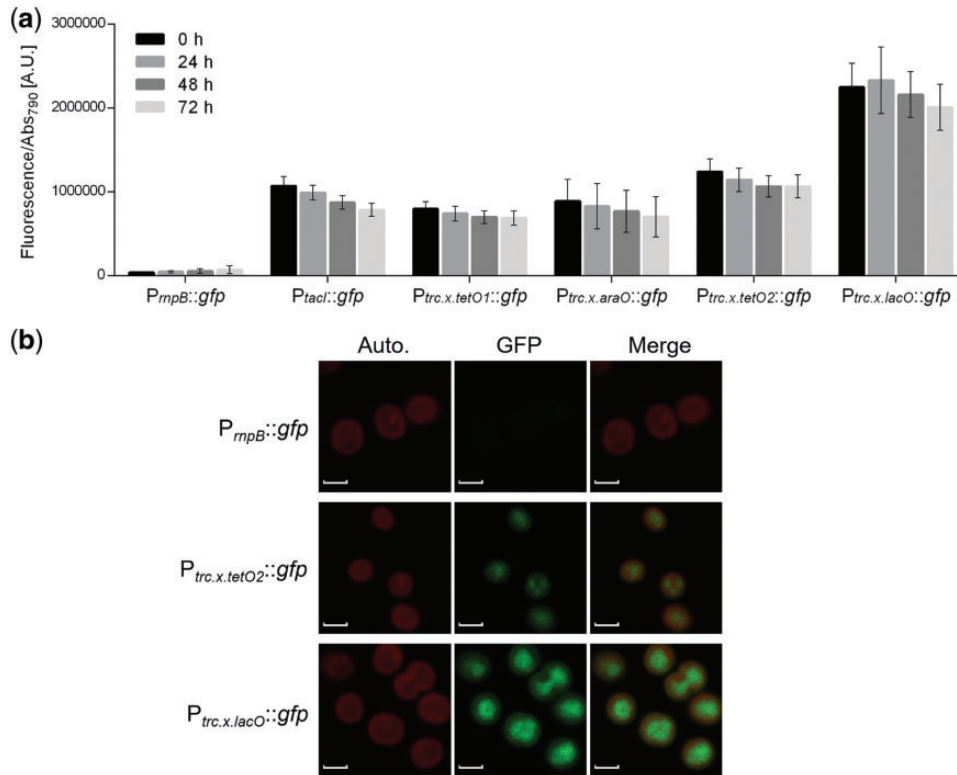 (a)
3000000
2000000
1000000
0
Fluorescence/Abs790 [A.U.]
0 h
24 h
48 h
72 h
PrnpB::gfp
PtacI::gfp
Ptrc.x.tetO1::gfp
Ptrc.x.araO::gfp
Ptrc.x.tetO2::gfp
Ptrc.x.lacO::gfp
(b)
Auto. GFP Merge
PrnpB::gfp
Ptrc.x.tetO2::gfp
Ptrc.x.lacO::gfp